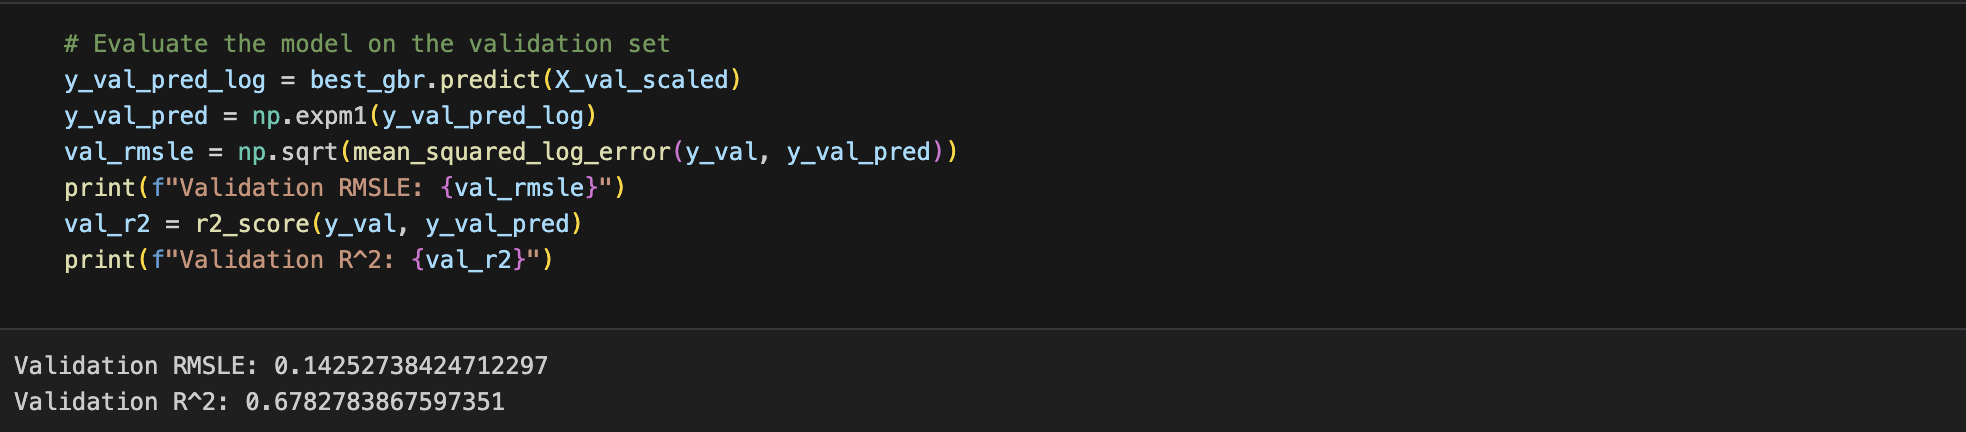 # Evaluate the model on the validation set
y_val_pred_log = best_gbr.predict(X_val_scaled)
y_val_pred = np.expm1(y_val_pred_log)
val_rmsle = np.sqrt(mean_squared_log_error(y_val, y_val_pred))
print(f"Validation RMSLE: {val_rmsle}")
val_r2 = r2_score(y_val, y_val_pred)
print(f"Validation R^2: {val_r2}")
Validation RMSLE: 0.14252738424712297
Validation R^2: 0.6782783867597351